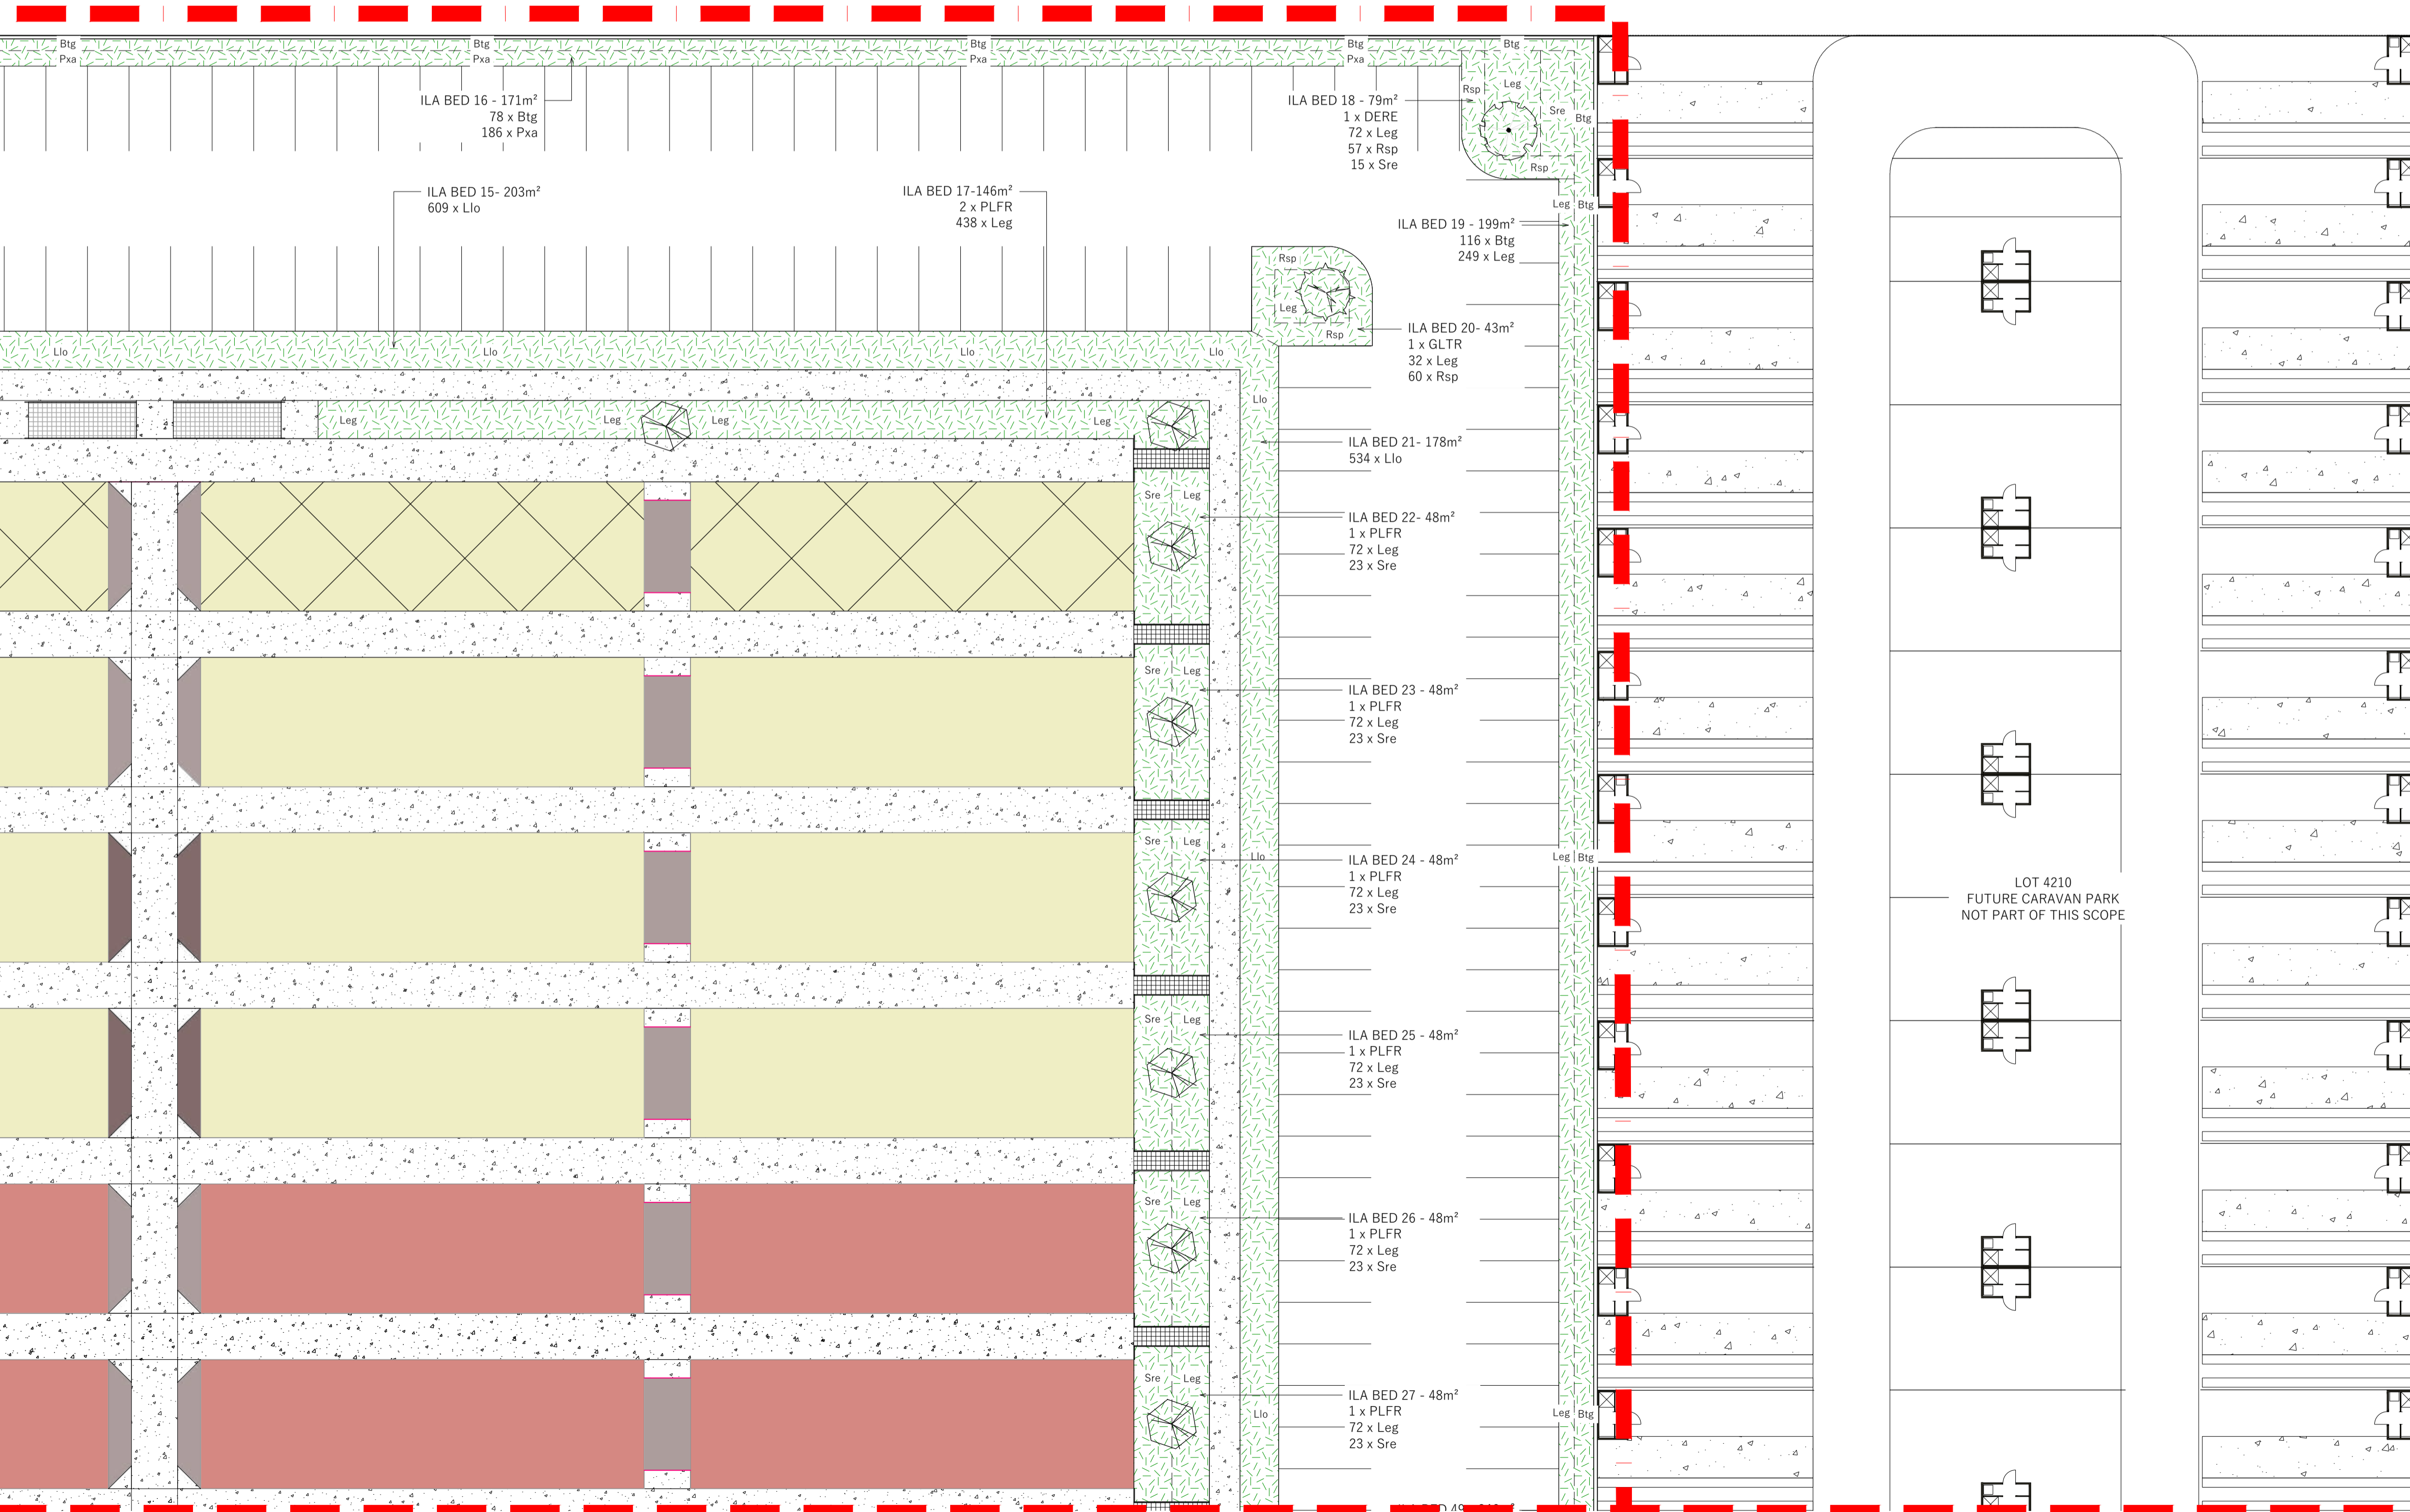 Btg
Pxa
Btg
Pxa
Btg
Pxa
Btg
Pxa
Btg
ILA BED 16 - 171m²
78 x Btg
186 x Pxa
ILA BED 18 - 79m²
1 x DERE
72 x Leg
57 x Rsp
15 x Sre
Rsp
Leg
Sre
Btg
Rsp
ILA BED 15- 203m²
609 x Llo
ILA BED 17-146m²
2 x PLFR
438 x Leg
Leg
Btg
ILA BED 19 - 199m²
116 x Btg
249 x Leg
Rsp
Leg
Rsp
ILA BED 20- 43m²
1 x GLTR
32 x Leg
60 x Rsp
Llo
Llo
Llo
Llo
Llo
Leg
Leg
Leg
Leg
ILA BED 21- 178m²
534 x Llo
Sre
Leg
ILA BED 22- 48m²
1 x PLFR
72 x Leg
23 x Sre
Sre
Leg
ILA BED 23 - 48m²
1 x PLFR
72 x Leg
23 x Sre
Sre
Leg
Llo
ILA BED 24 - 48m²
1 x PLFR
72 x Leg
23 x Sre
Leg
Btg
LOT 4210
FUTURE CARAVAN PARK
NOT PART OF THIS SCOPE
Sre
Leg
ILA BED 25 - 48m²
1 x PLFR
72 x Leg
23 x Sre
Sre
Leg
ILA BED 26 - 48m²
1 x PLFR
72 x Leg
23 x Sre
Sre
Leg
Llo
ILA BED 27 - 48m²
1 x PLFR
72 x Leg
23 x Sre
Leg
Btg